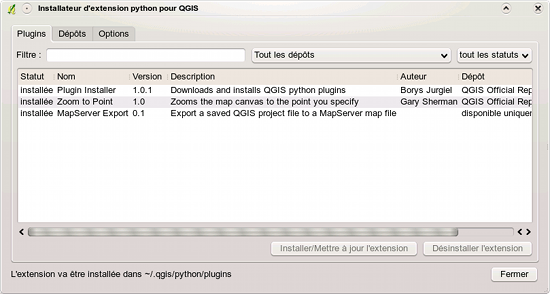 Installateur d'extension python pour QGIS
Plugins Dépôts Options
Filtre : Tout les dépôts tout les statuts
Statut Nom Version Description Auteur Dépôt
installée Plugin Installer 1.0.1 Downloads and installs QGIS python plugins Borys Jurgiel QGIS Official Rep
installée Zoom to Point 1.0 Zooms the map canvas to the point you specify Gary Sherman QGIS Official Rep
installée MapServer Export 0.1 Export a saved QGIS project file to a MapServer map file disponible uniquer
Installer/Mettre à jour l'extension Désinstaller l'extension
L'extension va être installée dans ~/.qgis/python/plugins Fermer